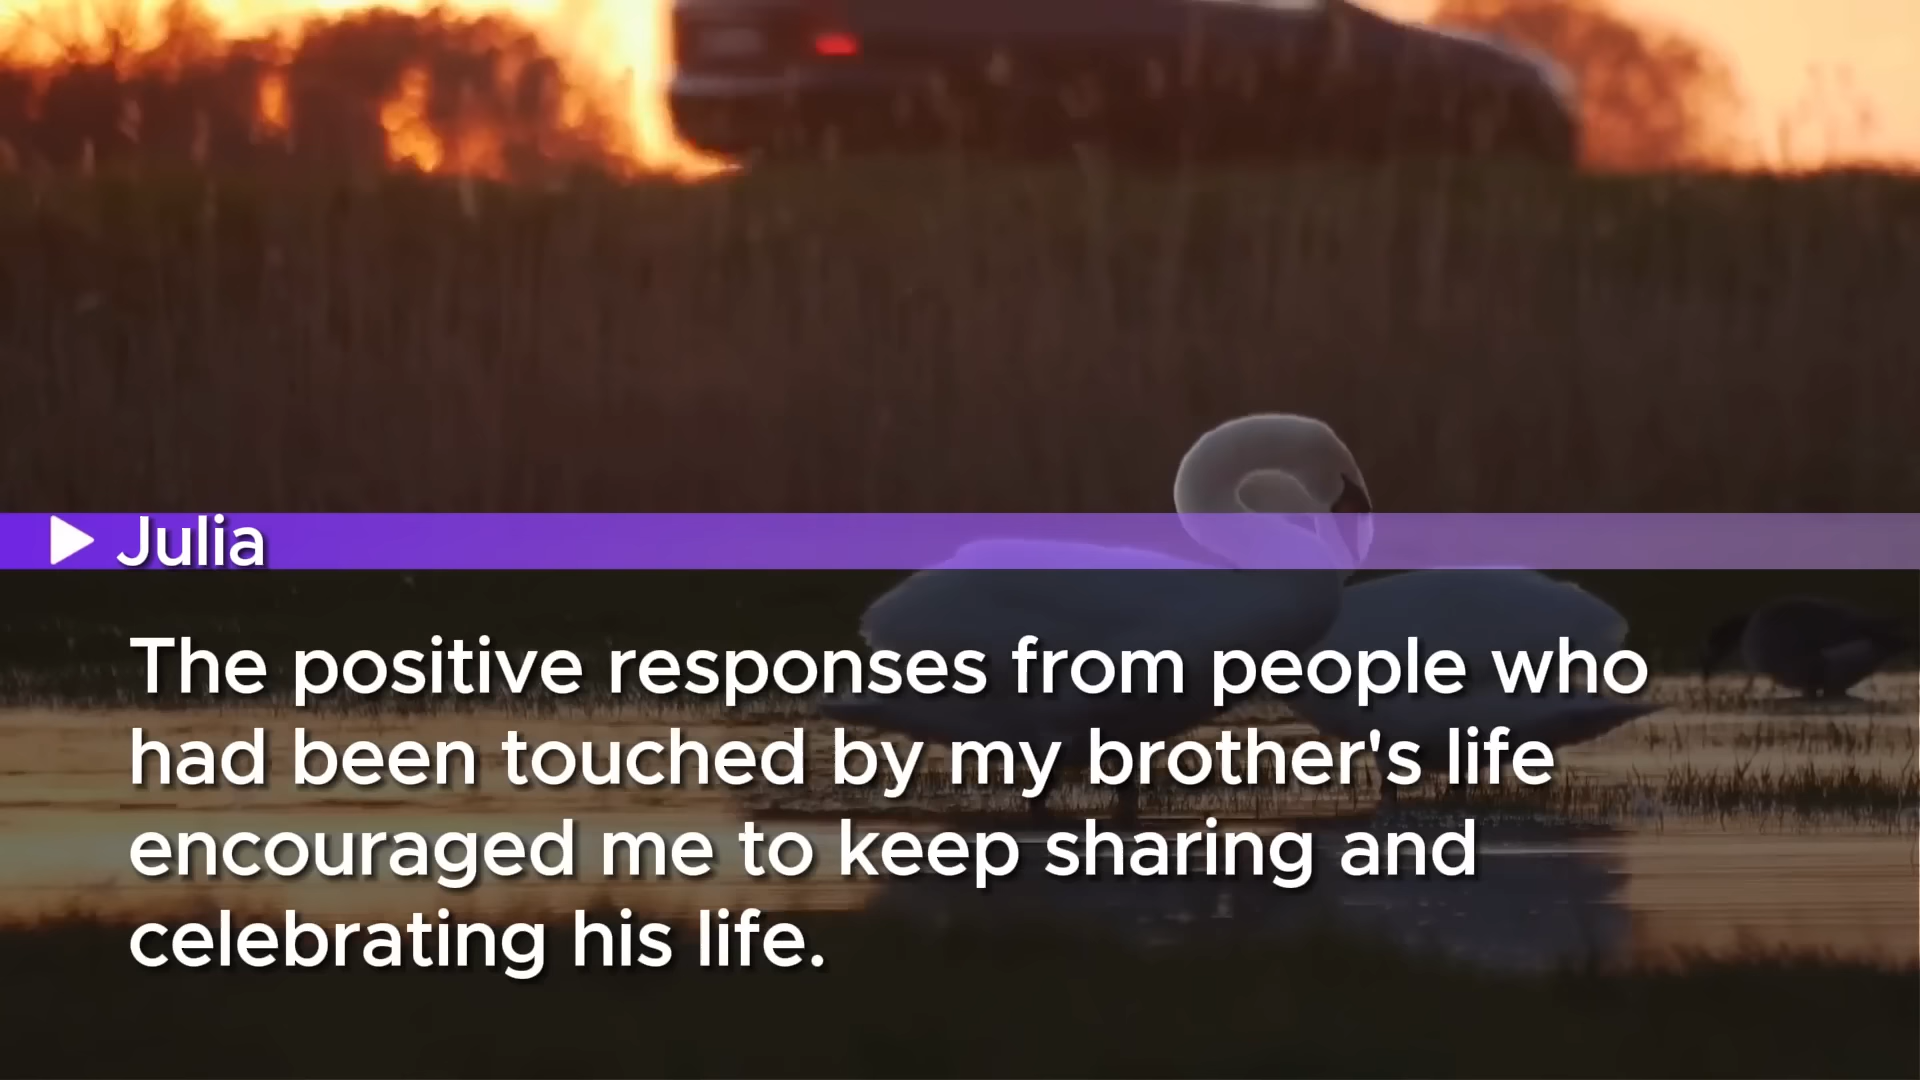 Julia
The positive responses from people who
had been touched by my brother's life
encouraged me to keep sharing and
celebrating his life.